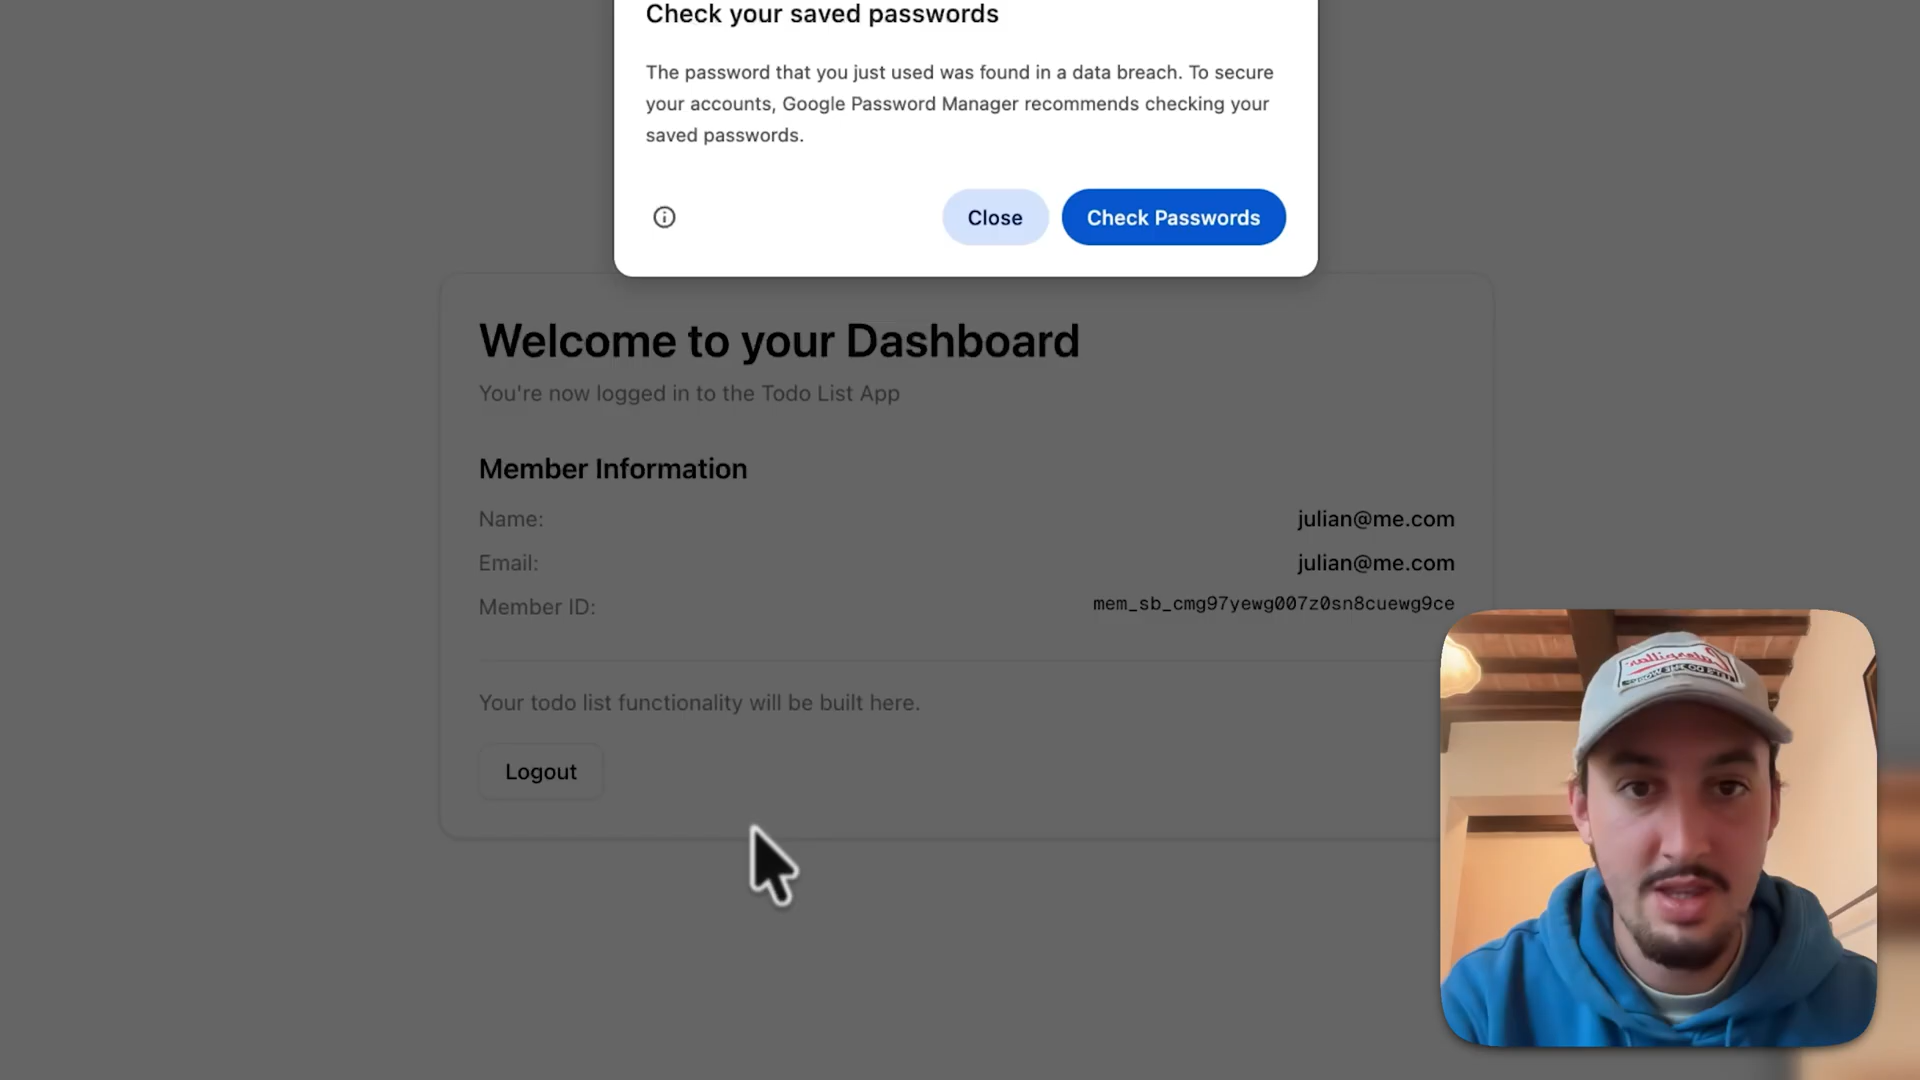 Check your saved passwords
The password that you just used was found in a data breach. To secure
your accounts, Google Password Manager recommends checking your
saved passwords.
Close
Check Passwords
Welcome to your Dashboard
You're now logged in to the Todo List App
Member Information
Name:
julian@me.com
Email:
julian@me.com
Member ID:
mem_sb_cmg97yewg007z0sn8cuewg9ce
Your todo list functionality will be built here.
Logout